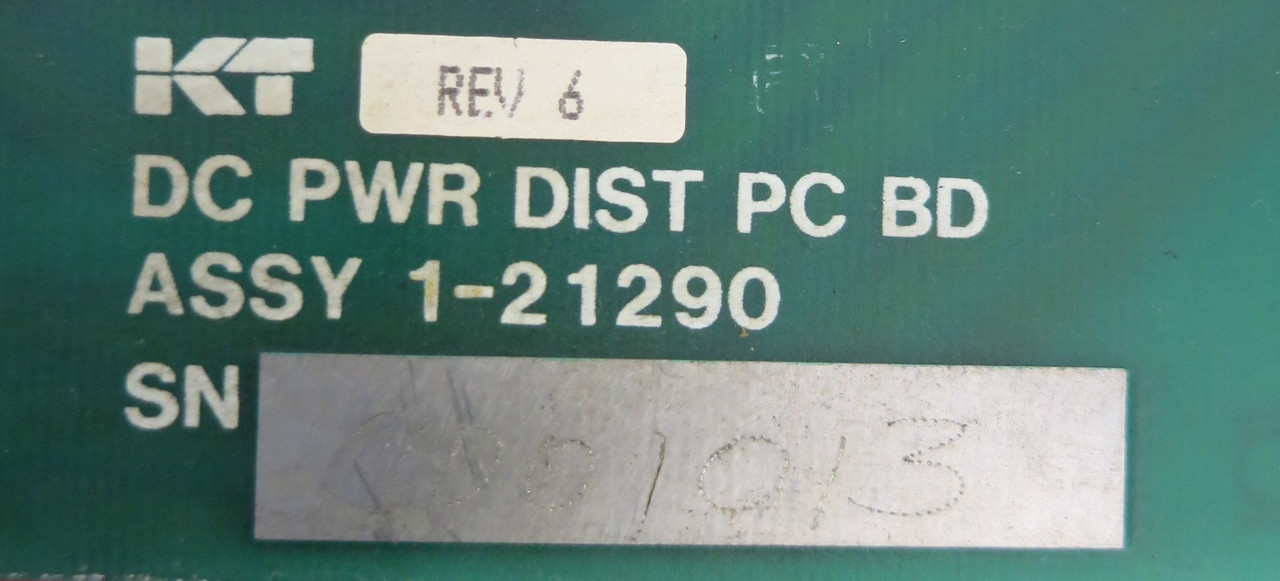 KT REV 6
DC PWR DIST PC BD
ASSY 1-21290
SN